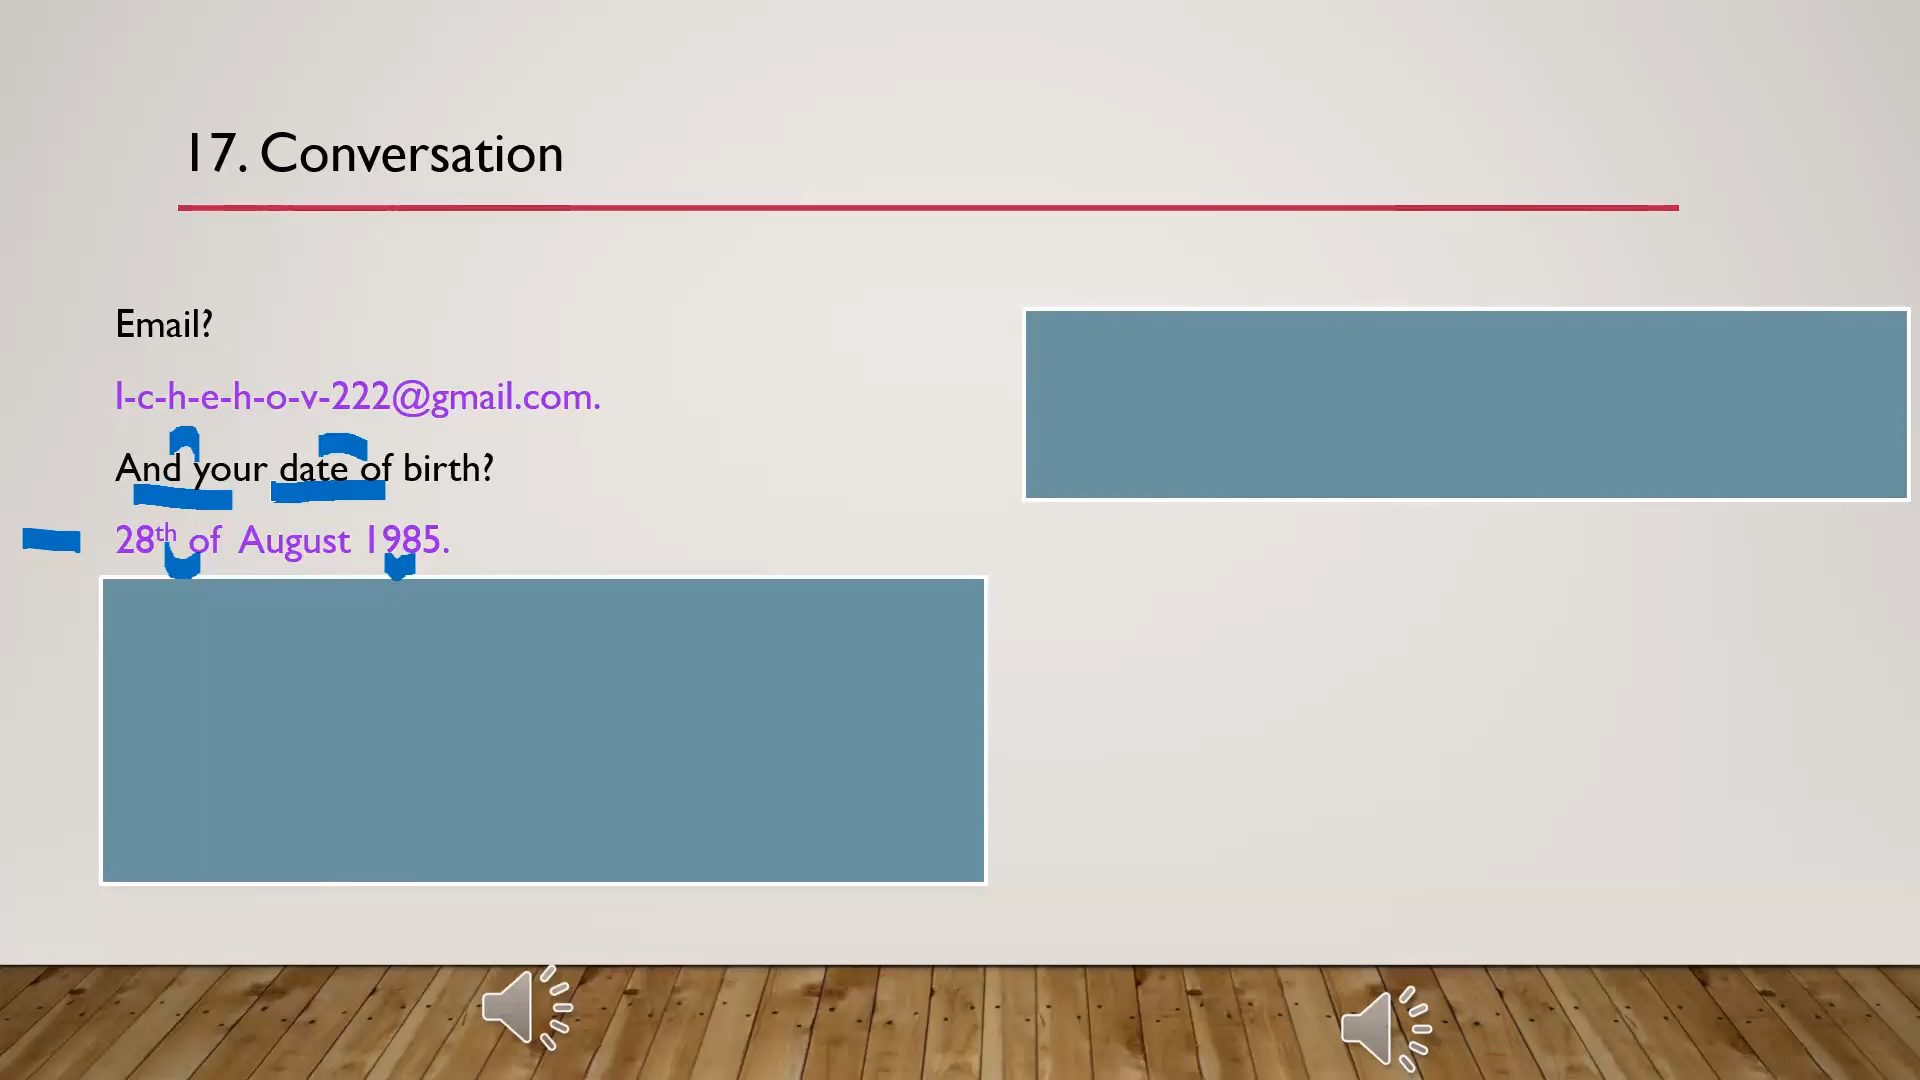 17. Conversation
Email?
l-c-h-e-h-o-v-222@gmail.com.
And your date of birth?
28th of August 1985.